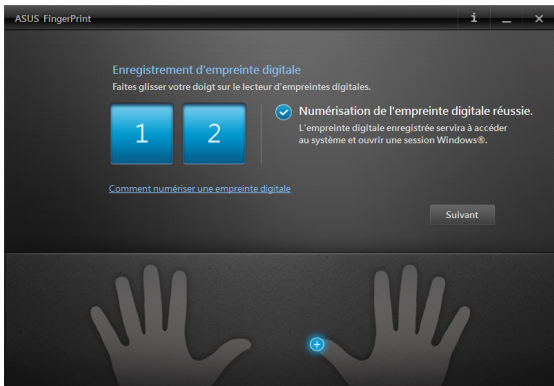 ASUS FingerPrint
Enregistrement d'empreinte digitale
Faites glisser votre doigt sur le lecteur d'empreintes digitales.
1 2
Numérisation de l'empreinte digitale réussie.
L'empreinte digitale enregistrée servira à accéder
au système et ouvrir une session Windows®.
Comment numériser une empreinte digitale
Suivant